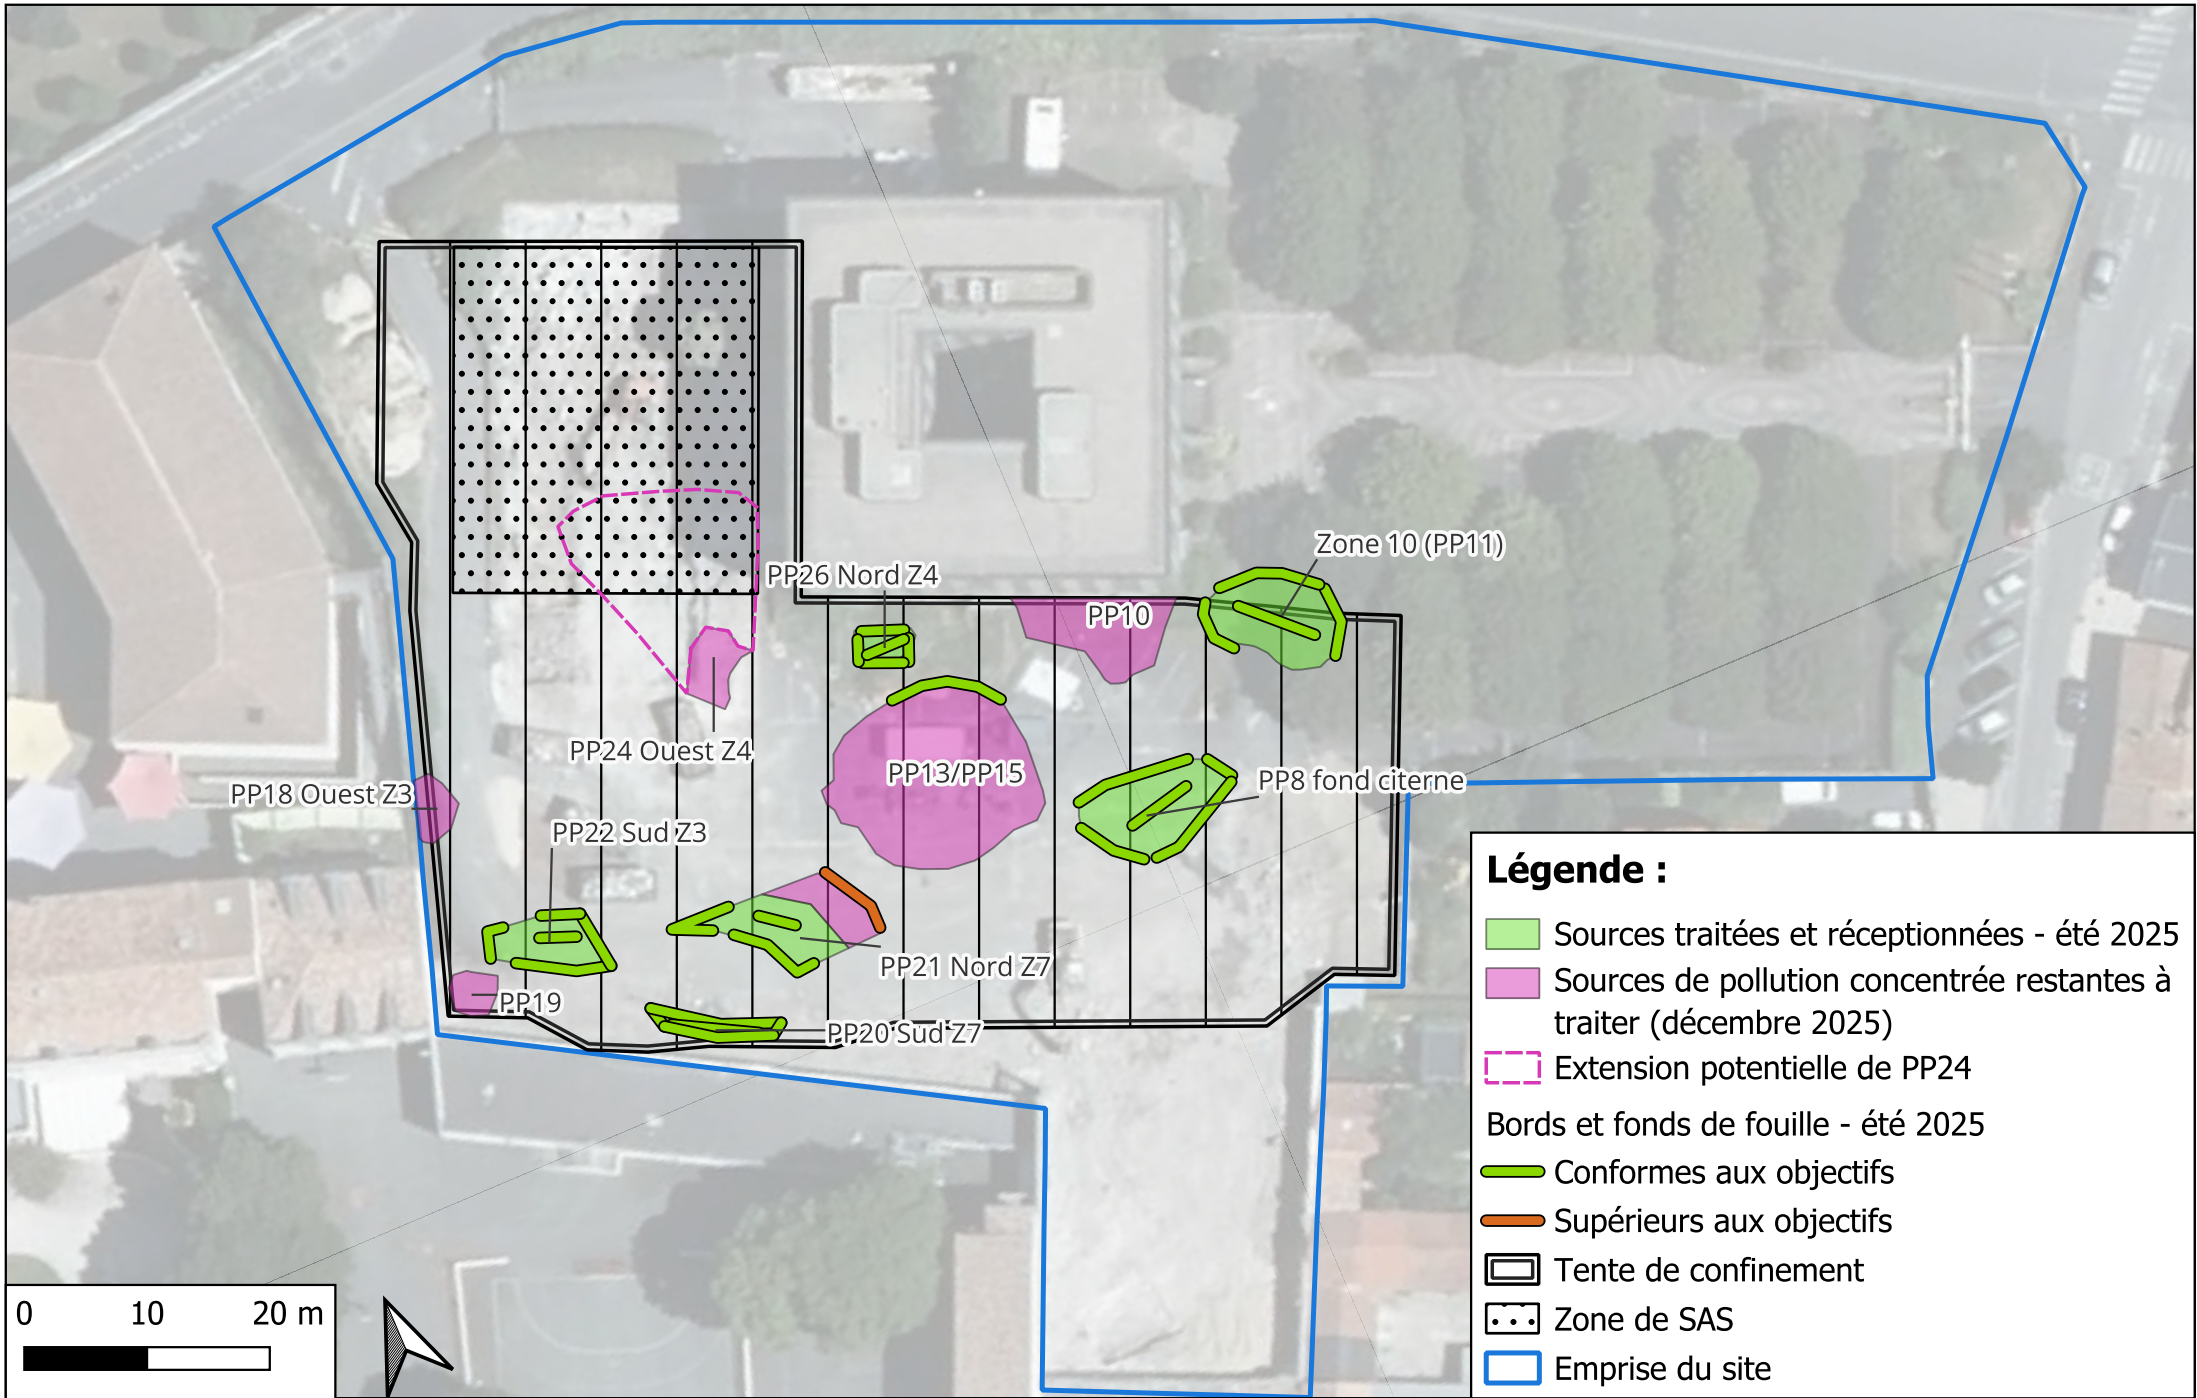 Zone 10 (PP11)
PP26 Nord Z4
PP10
PP24 Ouest Z4
PP13/PP15
PP8 fond citerne
PP18 Ouest Z3
PP22 Sud Z3
PP21 Nord Z7
PP19
PP20 Sud Z7
Légende :
Sources traitées et réceptionnées - été 2025
Sources de pollution concentrée restantes à
traiter (décembre 2025)
Extension potentielle de PP24
Bords et fonds de fouille - été 2025
Conformes aux objectifs
Supérieurs aux objectifs
Tente de confinement
Zone de SAS
Emprise du site
0 10 20 m